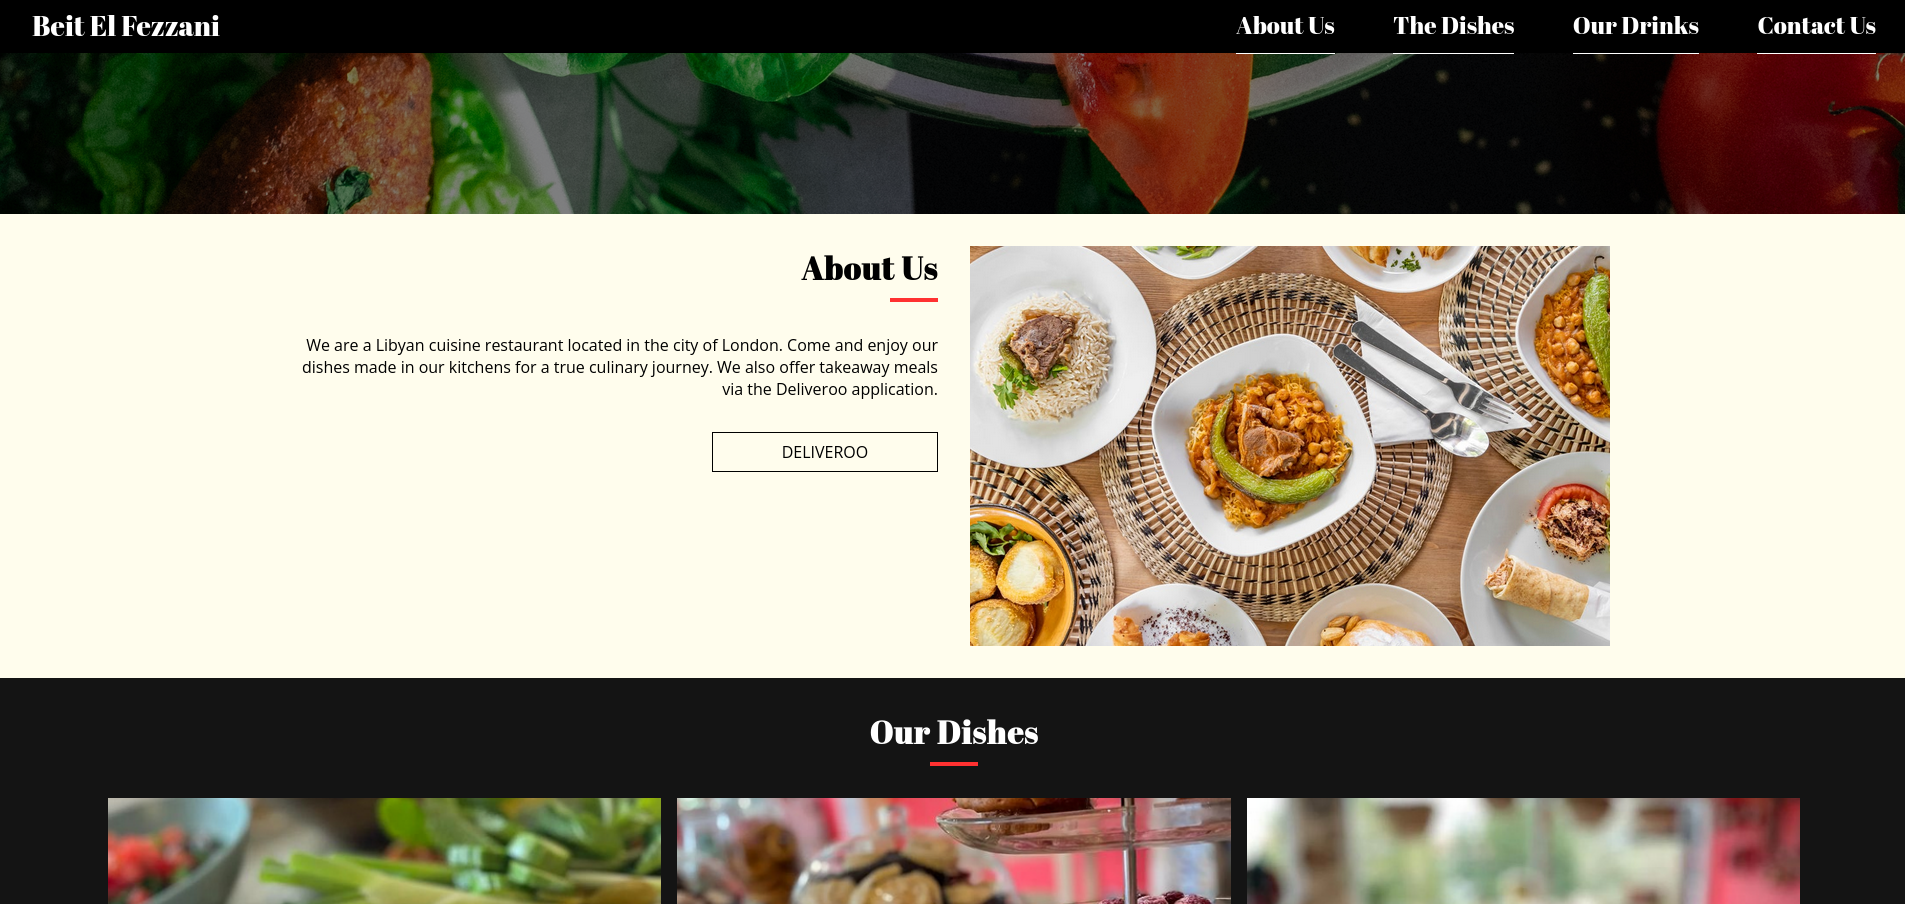 Beit El Fezzani
About Us
The Dishes
Our Drinks
Contact Us
About Us
We are a Libyan cuisine restaurant located in the city of London. Come and enjoy our
dishes made in our kitchens for a true culinary journey. We also offer takeaway meals
via the Deliveroo application.
DELIVEROO
Our Dishes